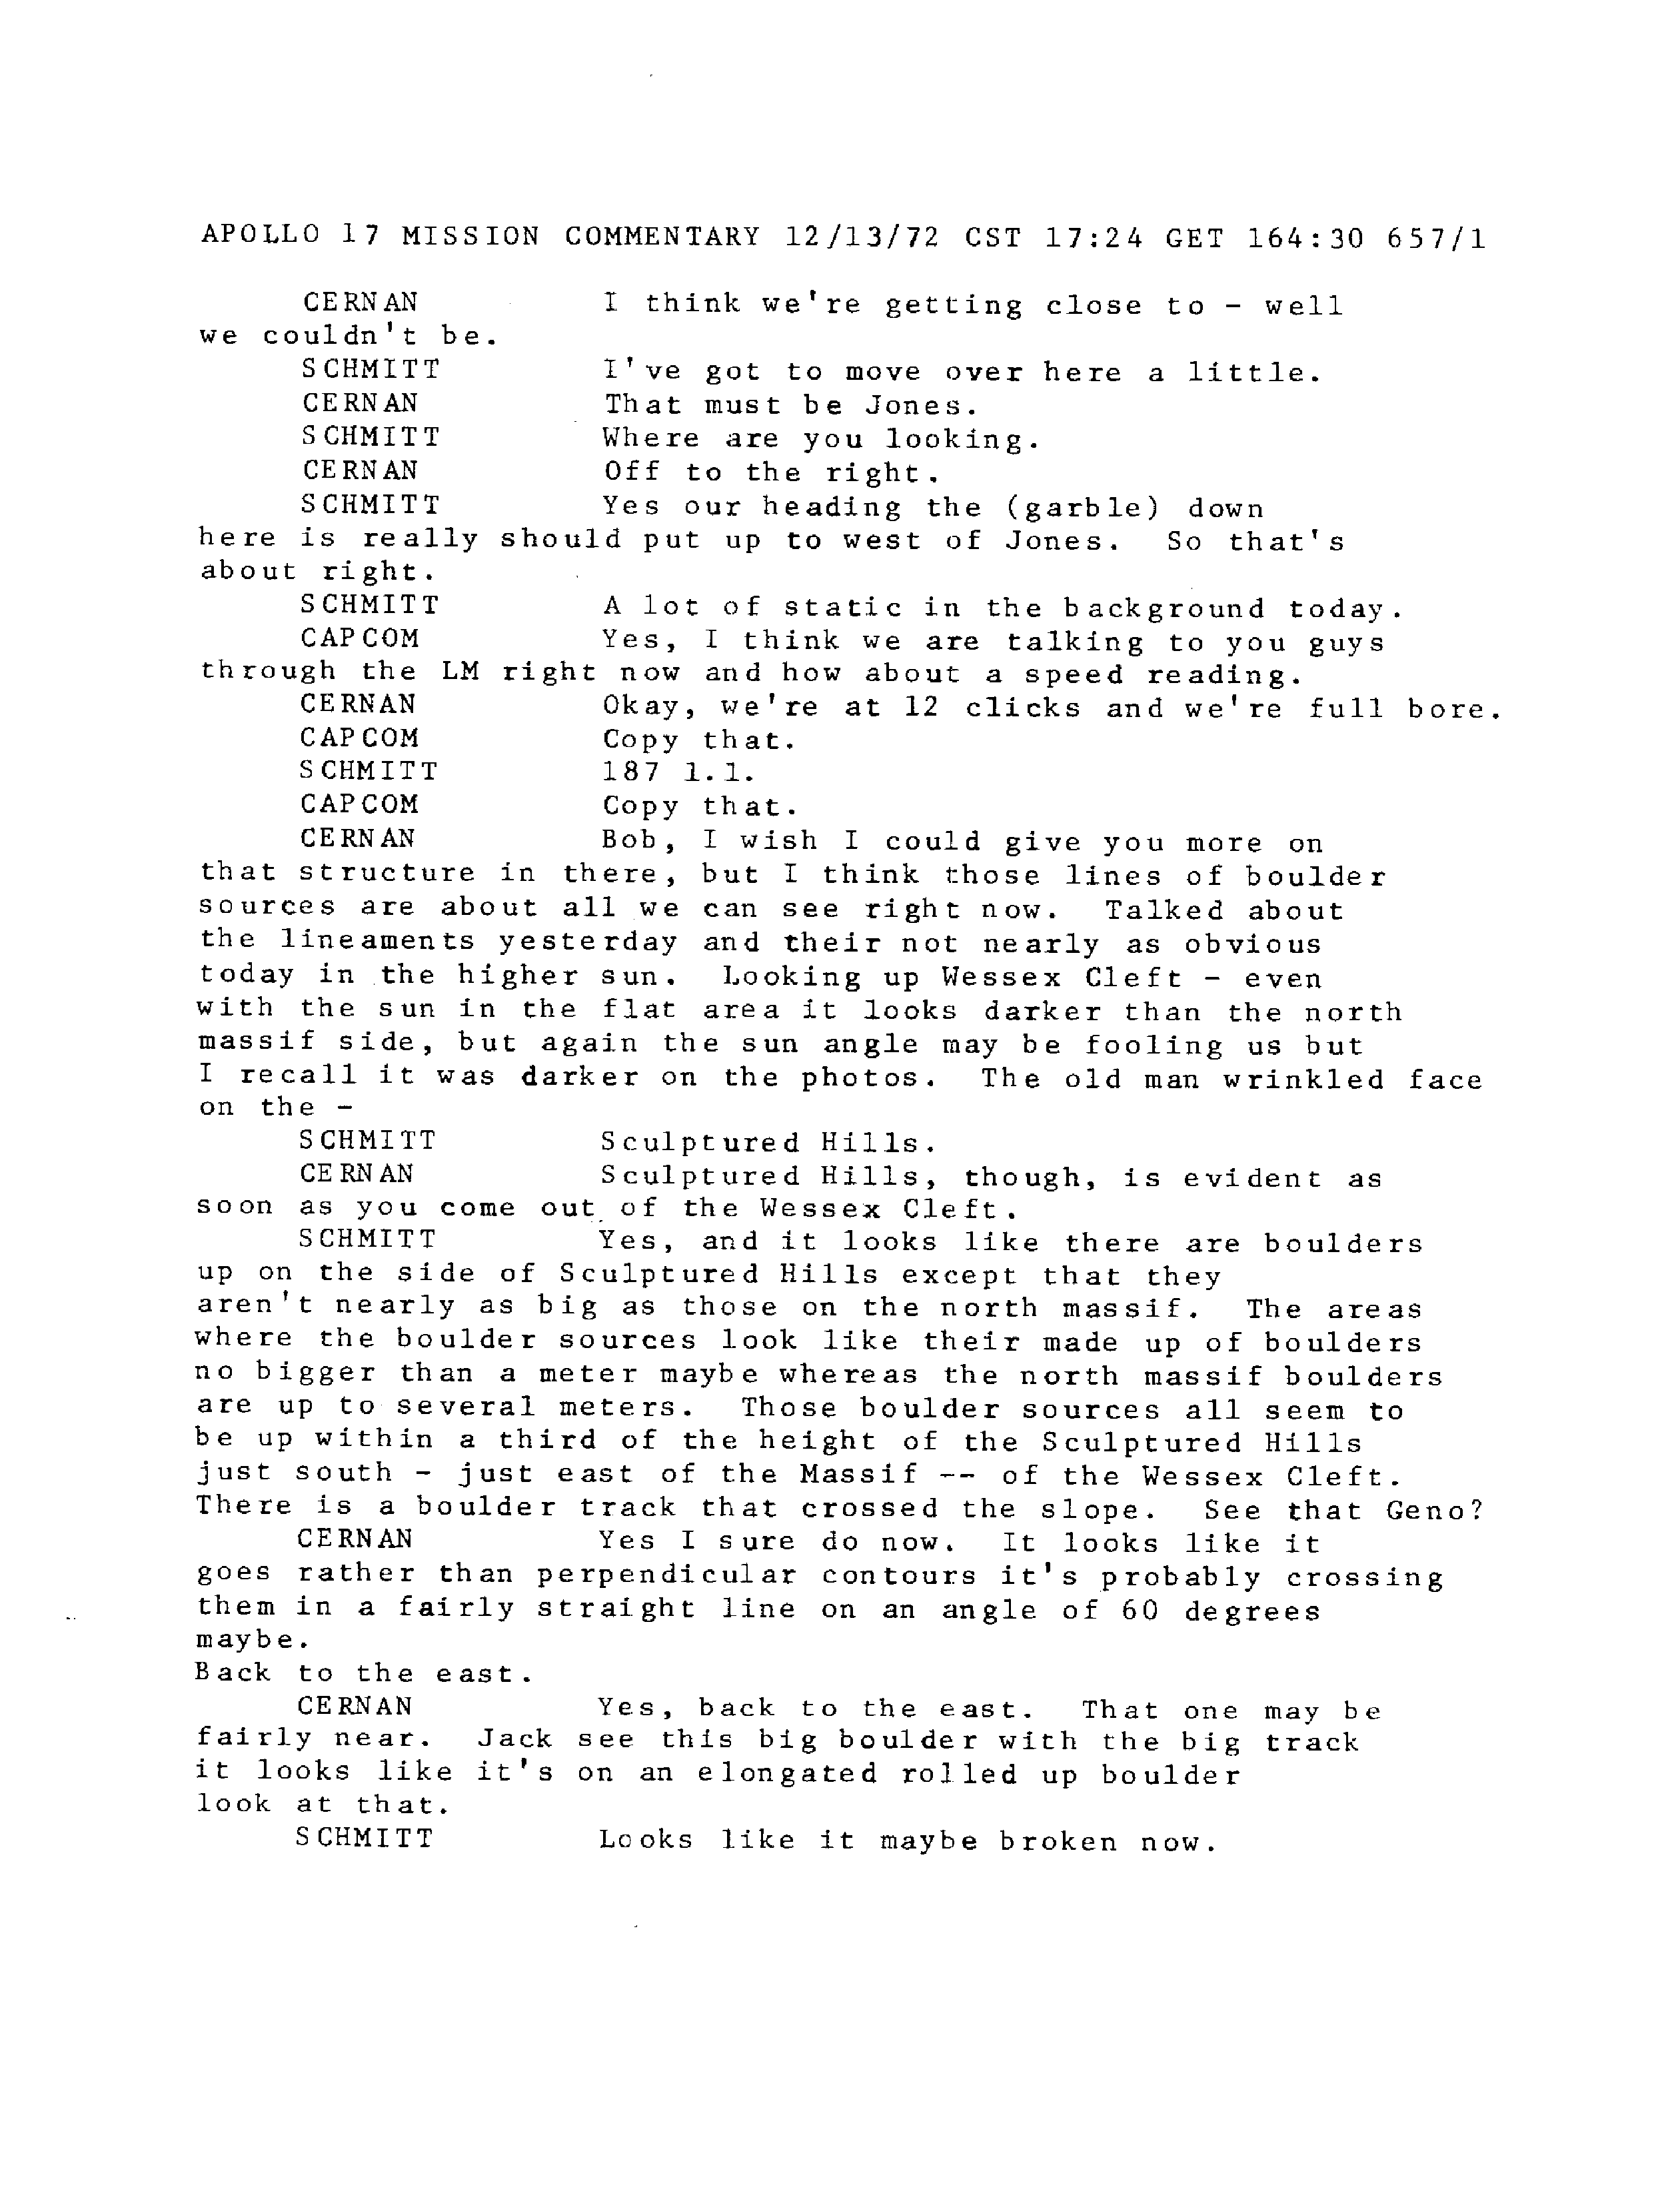 APOLLO 17 MISSION COMMENTARY 12/13/72 CST 17:24 GET 164:30 657/1
CERNAN I think we're getting close to - well
we couldn't be.
SCHMITT I've got to move over here a little.
CERNAN That must be Jones.
SCHMITT Where are you looking.
CERNAN Off to the right.
SCHMITT Yes our heading the (garble) down
here is really should put up to west of Jones. So that's
about right.
SCHMITT A lot of static in the background today.
CAPCOM Yes, I think we are talking to you guys
through the LM right now and how about a speed reading.
CERNAN Okay, we're at 12 clicks and we're full bore.
CAPCOM Copy that.
SCHMITT 187 1.1.
CAPCOM Copy that.
CERNAN Bob, I wish I could give you more on
that structure in there, but I think those lines of boulder
sources are about all we can see right now. Talked about
the lineaments yesterday and their not nearly as obvious
today in the higher sun. Looking up Wessex Cleft - even
with the sun in the flat area it looks darker than the north
massif side, but again the sun angle may be fooling us but
I recall it was darker on the photos. The old man wrinkled face
on the -
SCHMITT Sculptured Hills.
CERNAN Sculptured Hills, though, is evident as
soon as you come out of the Wessex Cleft.
SCHMITT Yes, and it looks like there are boulders
up on the side of Sculptured Hills except that they
aren't nearly as big as those on the north massif. The areas
where the boulder sources look like their made up of boulders
no bigger than a meter maybe whereas the north massif boulders
are up to several meters. Those boulder sources all seem to
be up within a third of the height of the Sculptured Hills
just south - just east of the Massif -- of the Wessex Cleft.
There is a boulder track that crossed the slope. See that Geno?
CERNAN Yes I sure do now. It looks like it
goes rather than perpendicular contours it's probably crossing
them in a fairly straight line on an angle of 60 degrees
maybe.
Back to the east.
CERNAN Yes, back to the east. That one may be
fairly near. Jack see this big boulder with the big track
it looks like it's on an elongated rolled up boulder
look at that.
SCHMITT Looks like it maybe broken now.